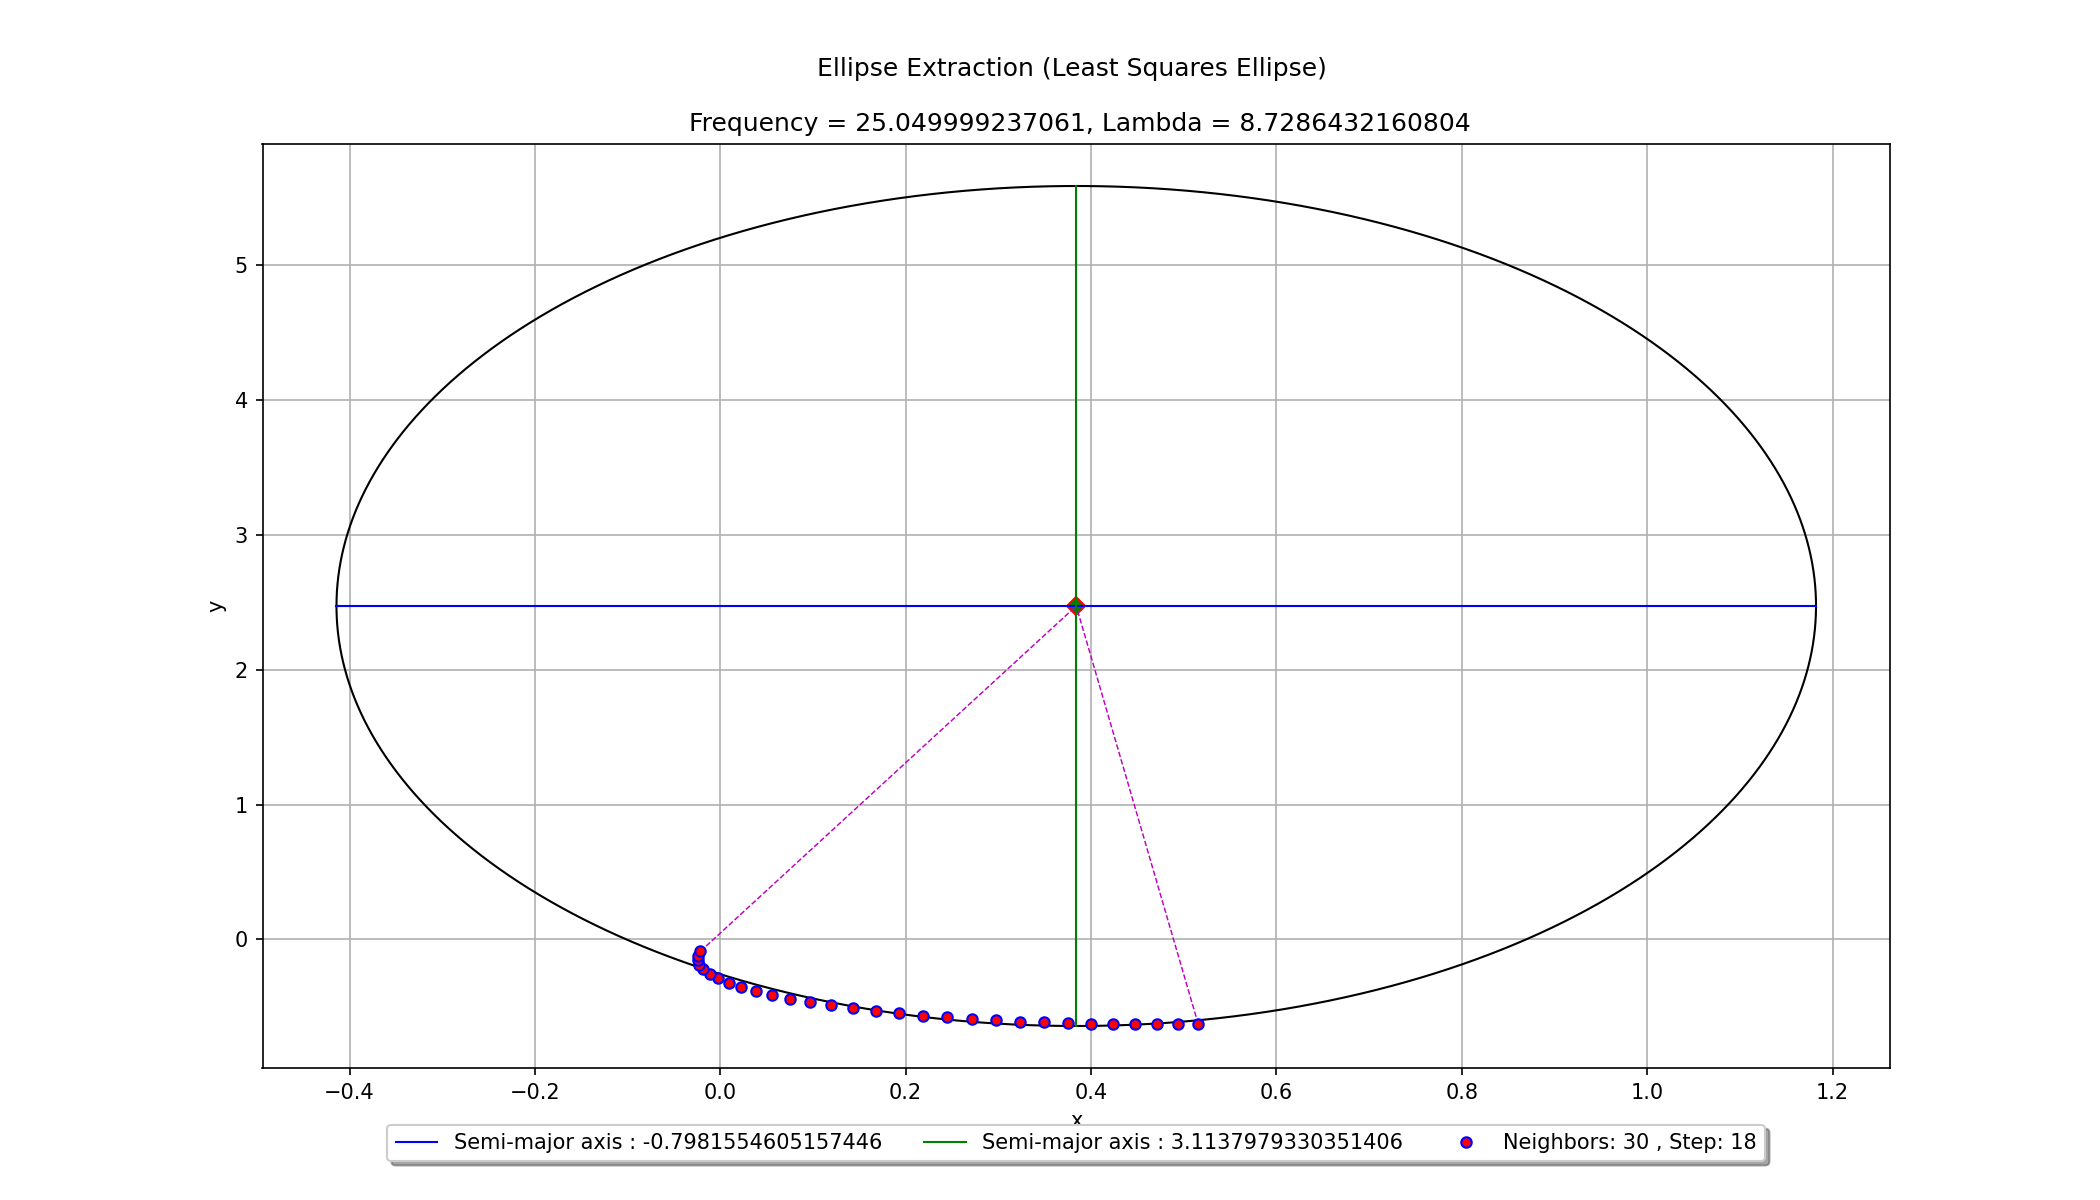 Ellipse Extraction (Least Squares Ellipse)
Frequency = 25.049999237061, Lambda = 8.7286432160804
5
4
3
2
1
0
y
−0.4
−0.2
0.0
0.2
0.4
0.6
0.8
1.0
1.2
x
Semi-major axis : -0.7981554605157446
Semi-major axis : 3.1137979330351406
Neighbors: 30 , Step: 18